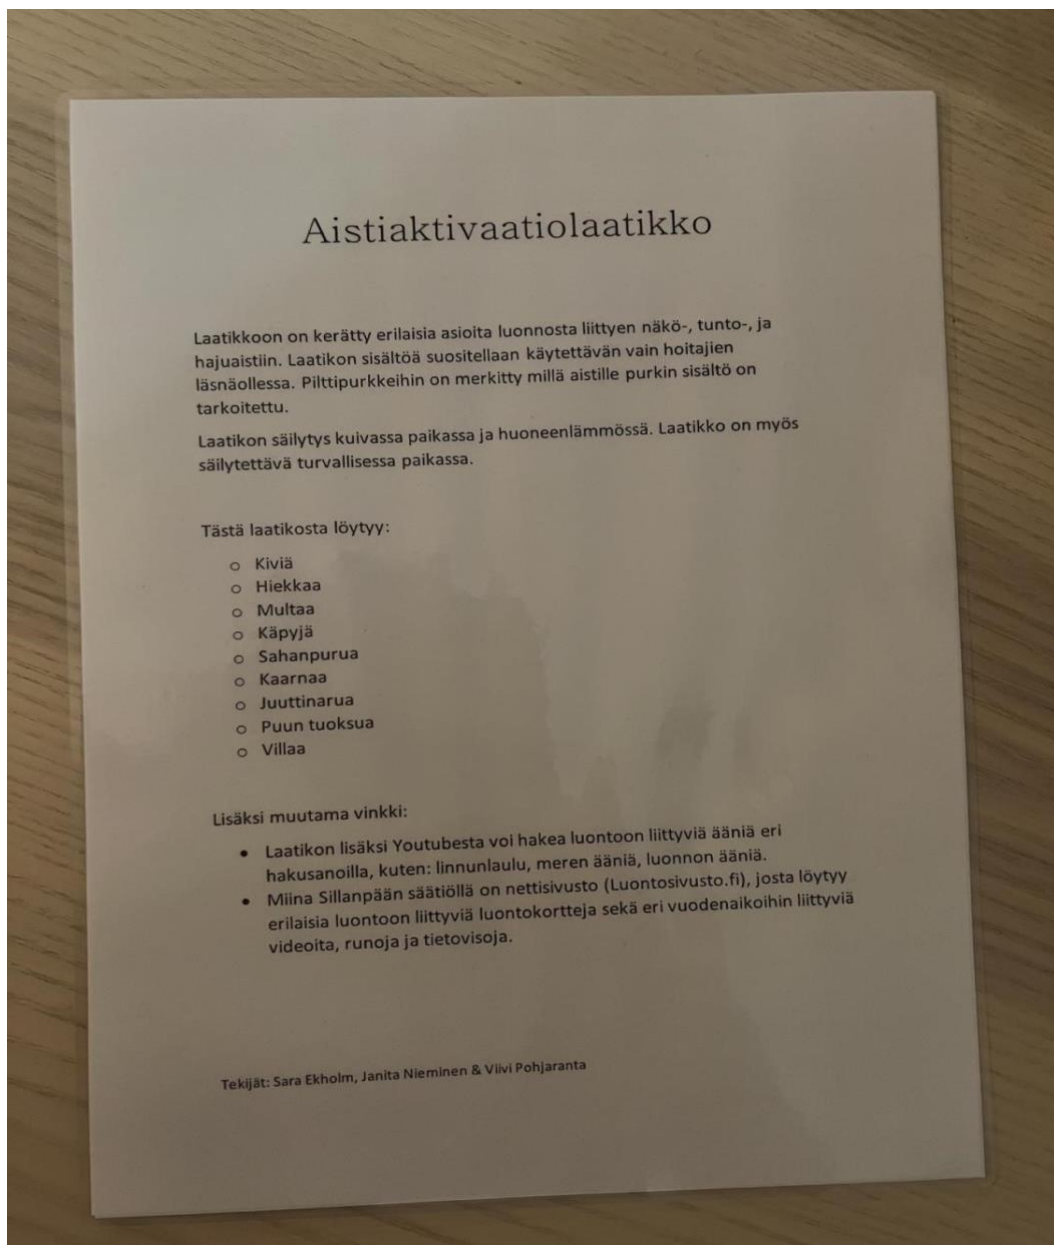 Aistiaktivaatiolaatikko
Laatikkoon on kerätty erilaisia asioita luonnosta liittyen näkö-, tunto-, ja
hajuaistiin. Laatikon sisältöä suositellaan käytettävän vain hoitajien
läsnäollessa. Pilttipurkkeihin on merkitty millä aistille purkin sisältö on
tarkoitettu.
Laatikon säilytys kuivassa paikassa ja huoneenlämmössä. Laatikko on myös
säilytettävä turvallisessa paikassa.
Tästä laatikosta löytyy:
o Kiviä
o Hiekkaa
o Multaa
o Käpyjä
o Sahanpurua
o Kaarnaa
o Juuttinarua
o Puun tuoksua
o Villaa
Lisäksi muutama vinkki:
• Laatikon lisäksi Youtubesta voi hakea luontoon liittyviä ääniä eri
hakusanoilla, kuten: linnunlaulu, meren ääniä, luonnon ääniä.
• Miina Sillanpään säätiöllä on nettisivusto (Luontosivusto.fi), josta löytyy
erilaisia luontoon liittyviä luontokortteja sekä eri vuodenaikoihin liittyviä
videoita, runoja ja tietovisoja.
Tekijät: Sara Ekholm, Janita Nieminen & Viivi Pohjaranta